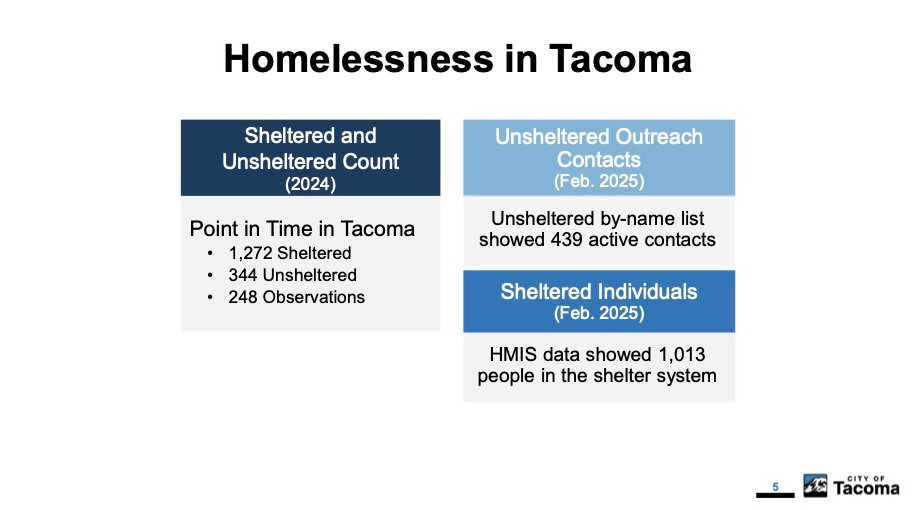 Homelessness in Tacoma
Sheltered and
Unsheltered Count
(2024)
Point in Time in Tacoma
• 1,272 Sheltered
• 344 Unsheltered
• 248 Observations
Unsheltered Outreach
Contacts
(Feb. 2025)
Unsheltered by-name list
showed 439 active contacts
Sheltered Individuals
(Feb. 2025)
HMIS data showed 1,013
people in the shelter system
5
CITY OF
Tacoma